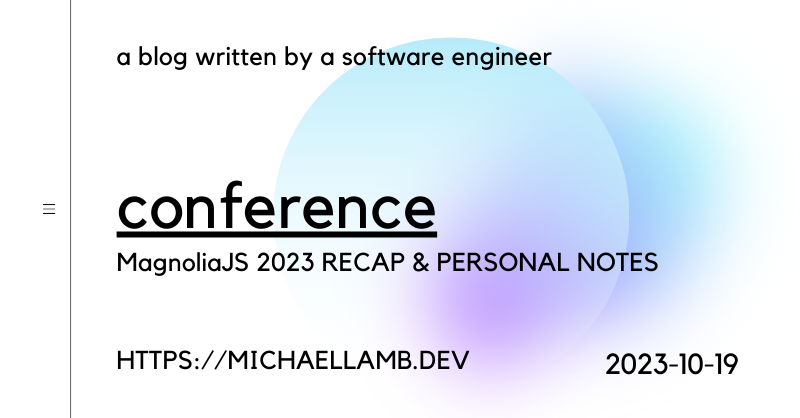 a blog written by a software engineer
conference
MagnoliaJS 2023 RECAP & PERSONAL NOTES
HTTPS://MICHAELLAMB.DEV
2023-10-19